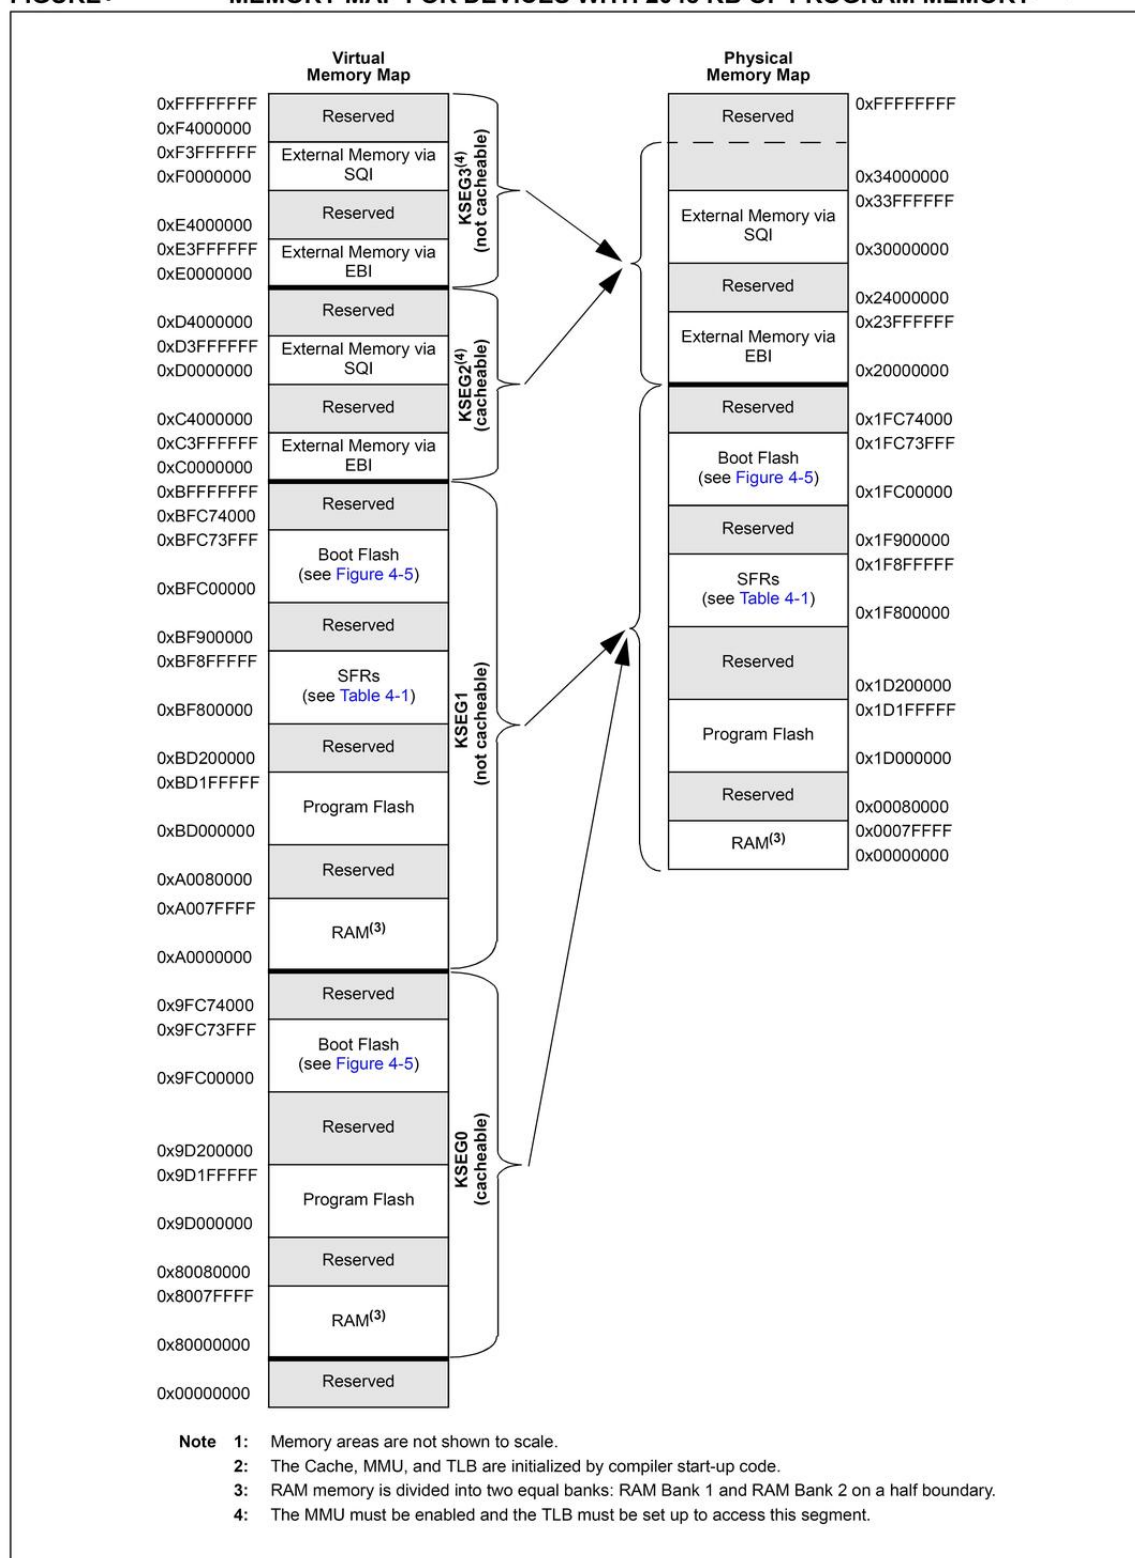 Virtual
Memory Map
0xFFFFFFFF
Reserved
0xF4000000
0xF3FFFFFF
External Memory via
SQI
0xF0000000
Reserved
0xE4000000
0xE3FFFFFF
External Memory via
EBI
0xE0000000
KSEG3(4)
(not cacheable)
Reserved
0xD4000000
0xD3FFFFFF
External Memory via
SQI
0xD0000000
Reserved
0xC4000000
0xC3FFFFFF
External Memory via
EBI
0xC0000000
KSEG2(4)
(cacheable)
0xBFFFFFFF
Reserved
0xBFC74000
0xBFC73FFF
Boot Flash
(see Figure 4-5)
0xBFC00000
Reserved
0xBF900000
0xBF8FFFFF
SFRs
(see Table 4-1)
0xBF800000
Reserved
0xBD200000
0xBD1FFFFF
Program Flash
0xBD000000
Reserved
0xA0080000
0xA007FFFF
RAM(3)
0xA0000000
KSEG1
(not cacheable)
Reserved
0x9FC74000
0x9FC73FFF
Boot Flash
(see Figure 4-5)
0x9FC00000
Reserved
0x9D200000
0x9D1FFFFF
Program Flash
0x9D000000
Reserved
0x80080000
0x8007FFFF
RAM(3)
0x80000000
KSEG0
(cacheable)
Reserved
0x00000000
Physical
Memory Map
0xFFFFFFFF
Reserved
0x34000000
0x33FFFFFF
External Memory via
SQI
0x30000000
Reserved
0x24000000
0x23FFFFFF
External Memory via
EBI
0x20000000
Reserved
0x1FC74000
0x1FC73FFF
Boot Flash
(see Figure 4-5)
0x1FC00000
Reserved
0x1F900000
0x1F8FFFFF
SFRs
(see Table 4-1)
0x1F800000
Reserved
0x1D200000
0x1D1FFFFF
Program Flash
0x1D000000
Reserved
0x00080000
0x0007FFFF
RAM(3)
0x00000000
Note 1: Memory areas are not shown to scale.
2: The Cache, MMU, and TLB are initialized by compiler start-up code.
3: RAM memory is divided into two equal banks: RAM Bank 1 and RAM Bank 2 on a half boundary.
4: The MMU must be enabled and the TLB must be set up to access this segment.